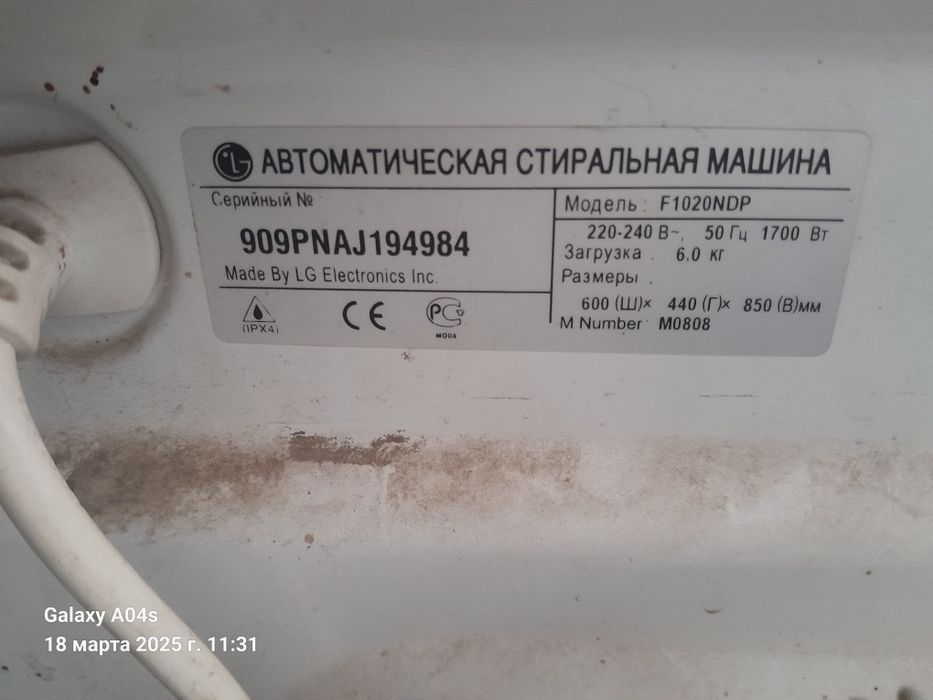 LG АВТОМАТИЧЕСКАЯ СТИРАЛЬНАЯ МАШИНА
Серийный №
909PNAJ194984
Made By LG Electronics Inc.
(IPX4)
CE
РС
Модель : F1020NDP
220-240 В~, 50 Гц 1700 Вт
Загрузка . 6,0 кг
Размеры .
600 (Ш)× 440 (Г)× 850 (В)мм
M Number M0808
Galaxy A04s
18 марта 2025 г. 11:31